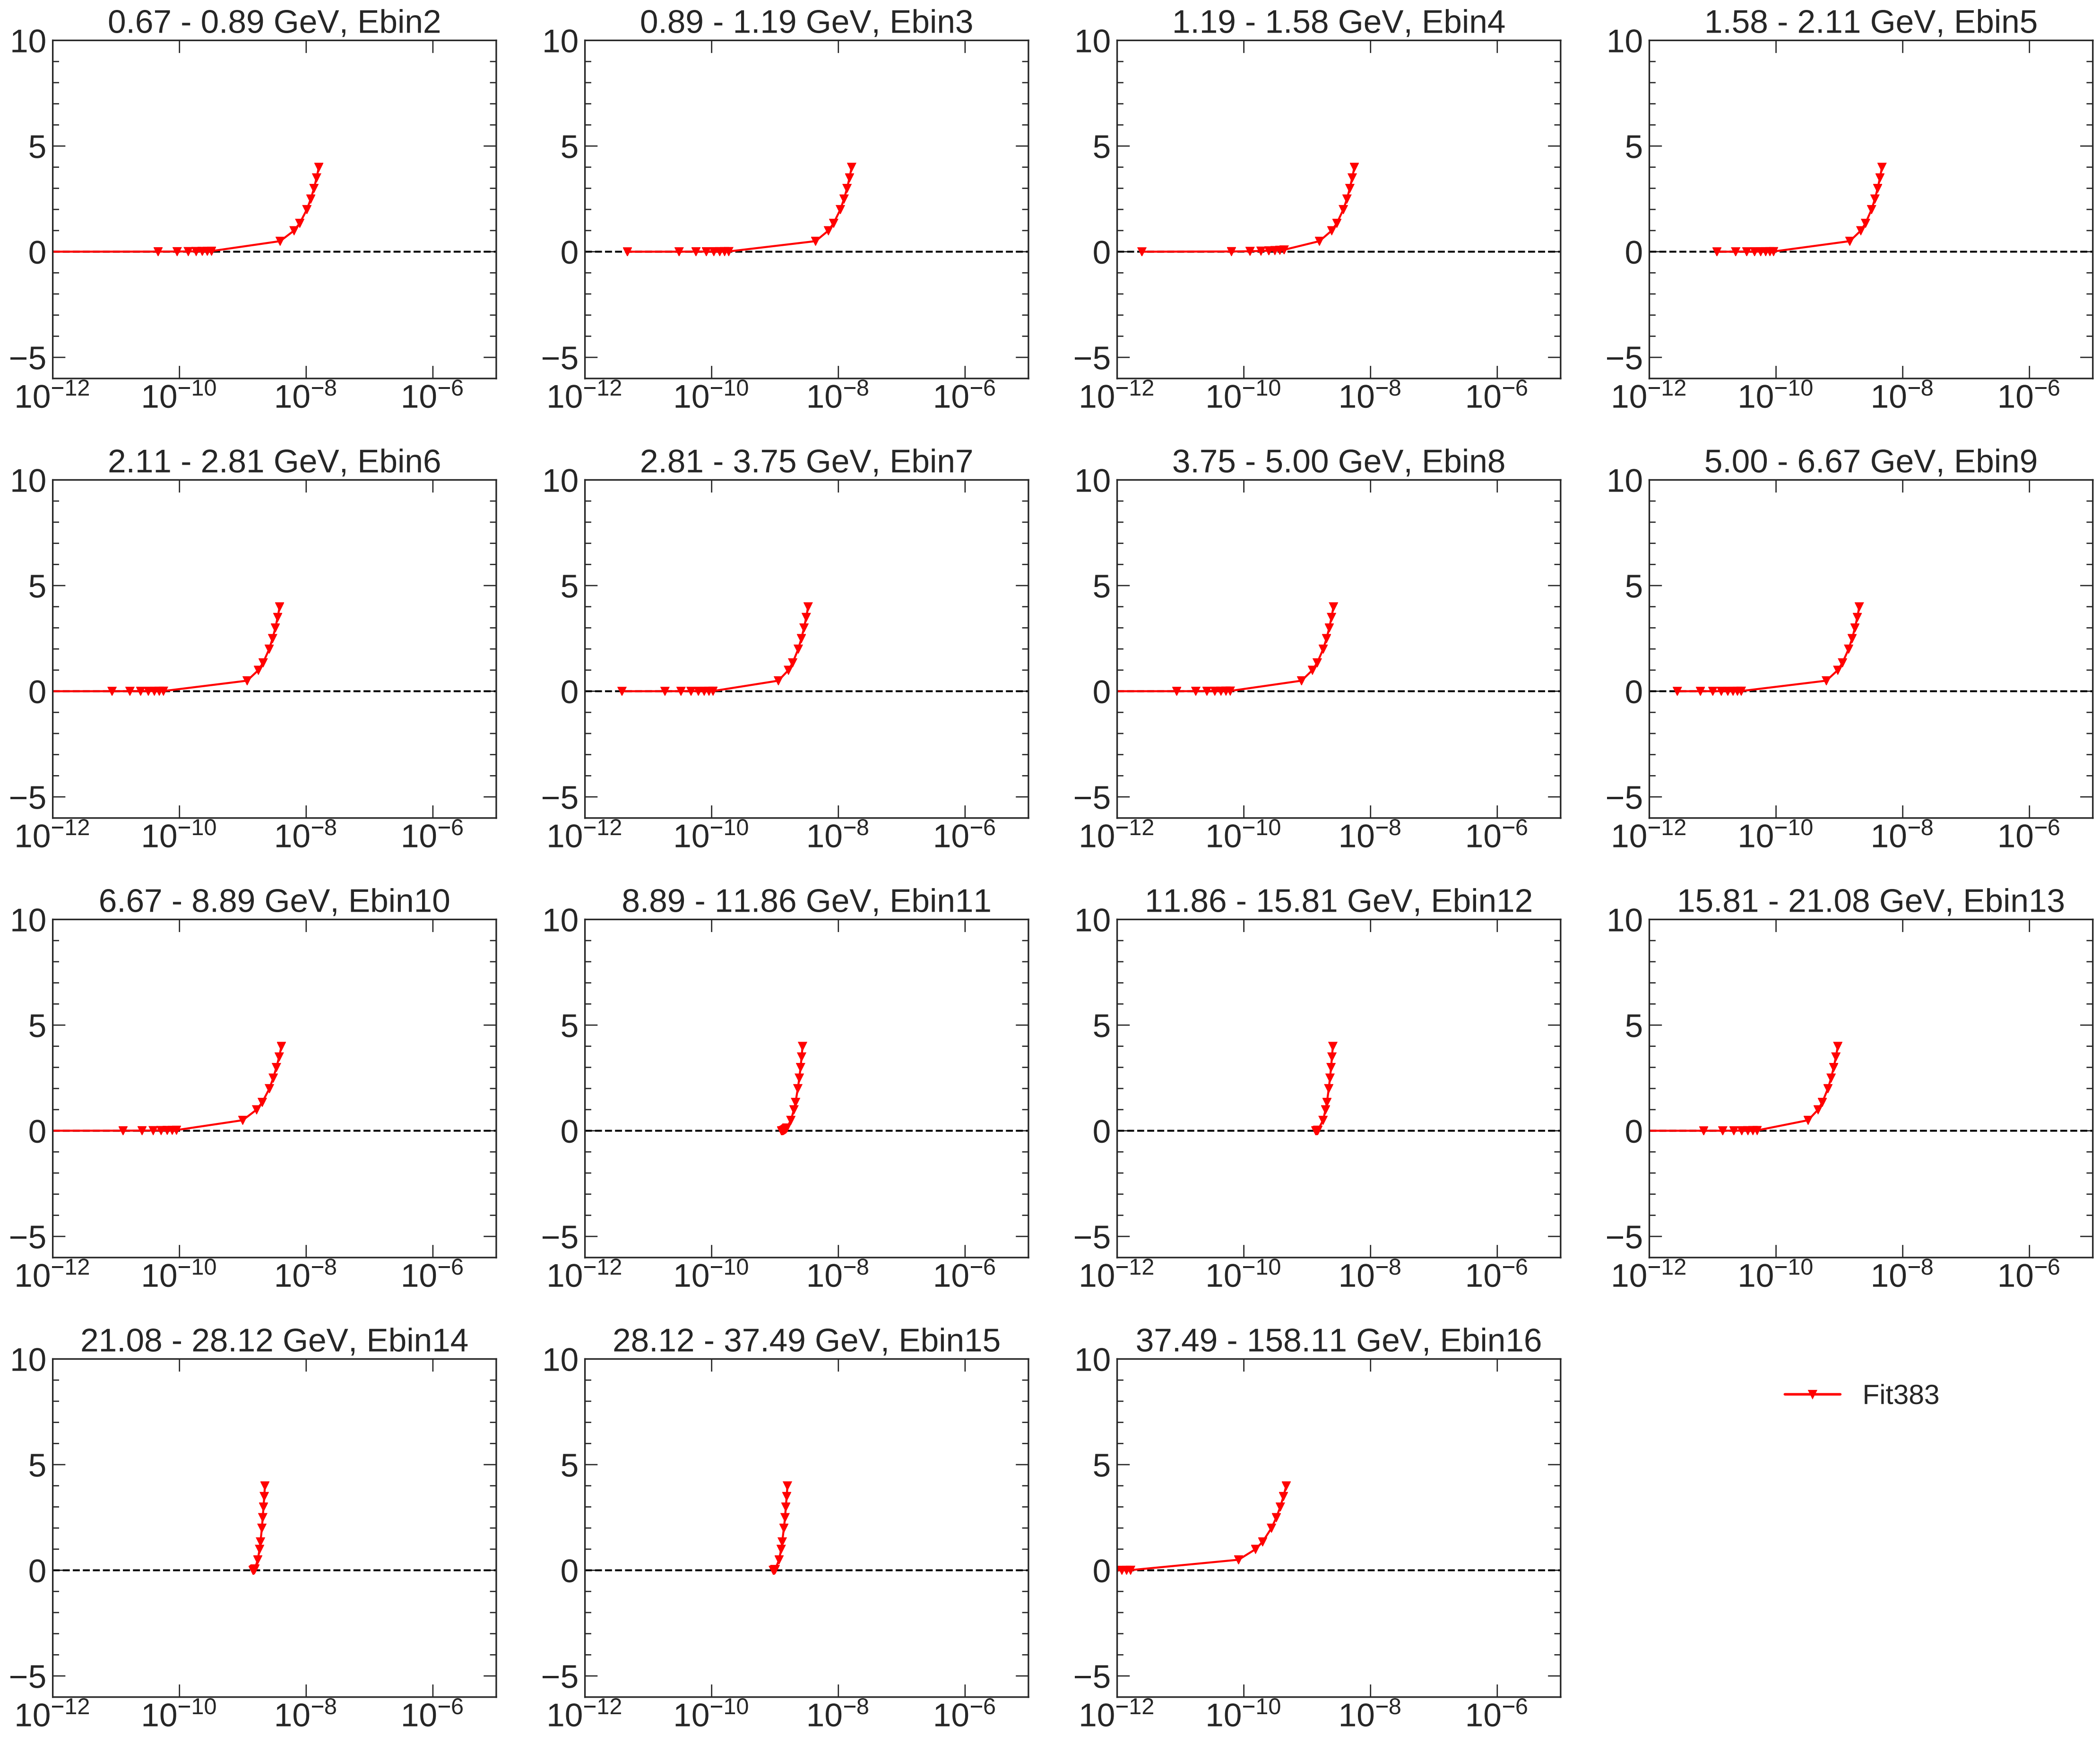 0.67 - 0.89 GeV, Ebin2
0.89 - 1.19 GeV, Ebin3
1.19 - 1.58 GeV, Ebin4
1.58 - 2.11 GeV, Ebin5
10 10 10 10
5 5 5 5
0 0 0 0
−5 −5 −5 −5
10⁻¹² 10⁻¹⁰ 10⁻⁸ 10⁻⁶
10⁻¹² 10⁻¹⁰ 10⁻⁸ 10⁻⁶
10⁻¹² 10⁻¹⁰ 10⁻⁸ 10⁻⁶
10⁻¹² 10⁻¹⁰ 10⁻⁸ 10⁻⁶
2.11 - 2.81 GeV, Ebin6
2.81 - 3.75 GeV, Ebin7
3.75 - 5.00 GeV, Ebin8
5.00 - 6.67 GeV, Ebin9
10 10 10 10
5 5 5 5
0 0 0 0
−5 −5 −5 −5
10⁻¹² 10⁻¹⁰ 10⁻⁸ 10⁻⁶
10⁻¹² 10⁻¹⁰ 10⁻⁸ 10⁻⁶
10⁻¹² 10⁻¹⁰ 10⁻⁸ 10⁻⁶
10⁻¹² 10⁻¹⁰ 10⁻⁸ 10⁻⁶
6.67 - 8.89 GeV, Ebin10
8.89 - 11.86 GeV, Ebin11
11.86 - 15.81 GeV, Ebin12
15.81 - 21.08 GeV, Ebin13
10 10 10 10
5 5 5 5
0 0 0 0
−5 −5 −5 −5
10⁻¹² 10⁻¹⁰ 10⁻⁸ 10⁻⁶
10⁻¹² 10⁻¹⁰ 10⁻⁸ 10⁻⁶
10⁻¹² 10⁻¹⁰ 10⁻⁸ 10⁻⁶
10⁻¹² 10⁻¹⁰ 10⁻⁸ 10⁻⁶
21.08 - 28.12 GeV, Ebin14
28.12 - 37.49 GeV, Ebin15
37.49 - 158.11 GeV, Ebin16
10 10 10
Fit383
5 5 5
0 0 0
−5 −5 −5
10⁻¹² 10⁻¹⁰ 10⁻⁸ 10⁻⁶
10⁻¹² 10⁻¹⁰ 10⁻⁸ 10⁻⁶
10⁻¹² 10⁻¹⁰ 10⁻⁸ 10⁻⁶